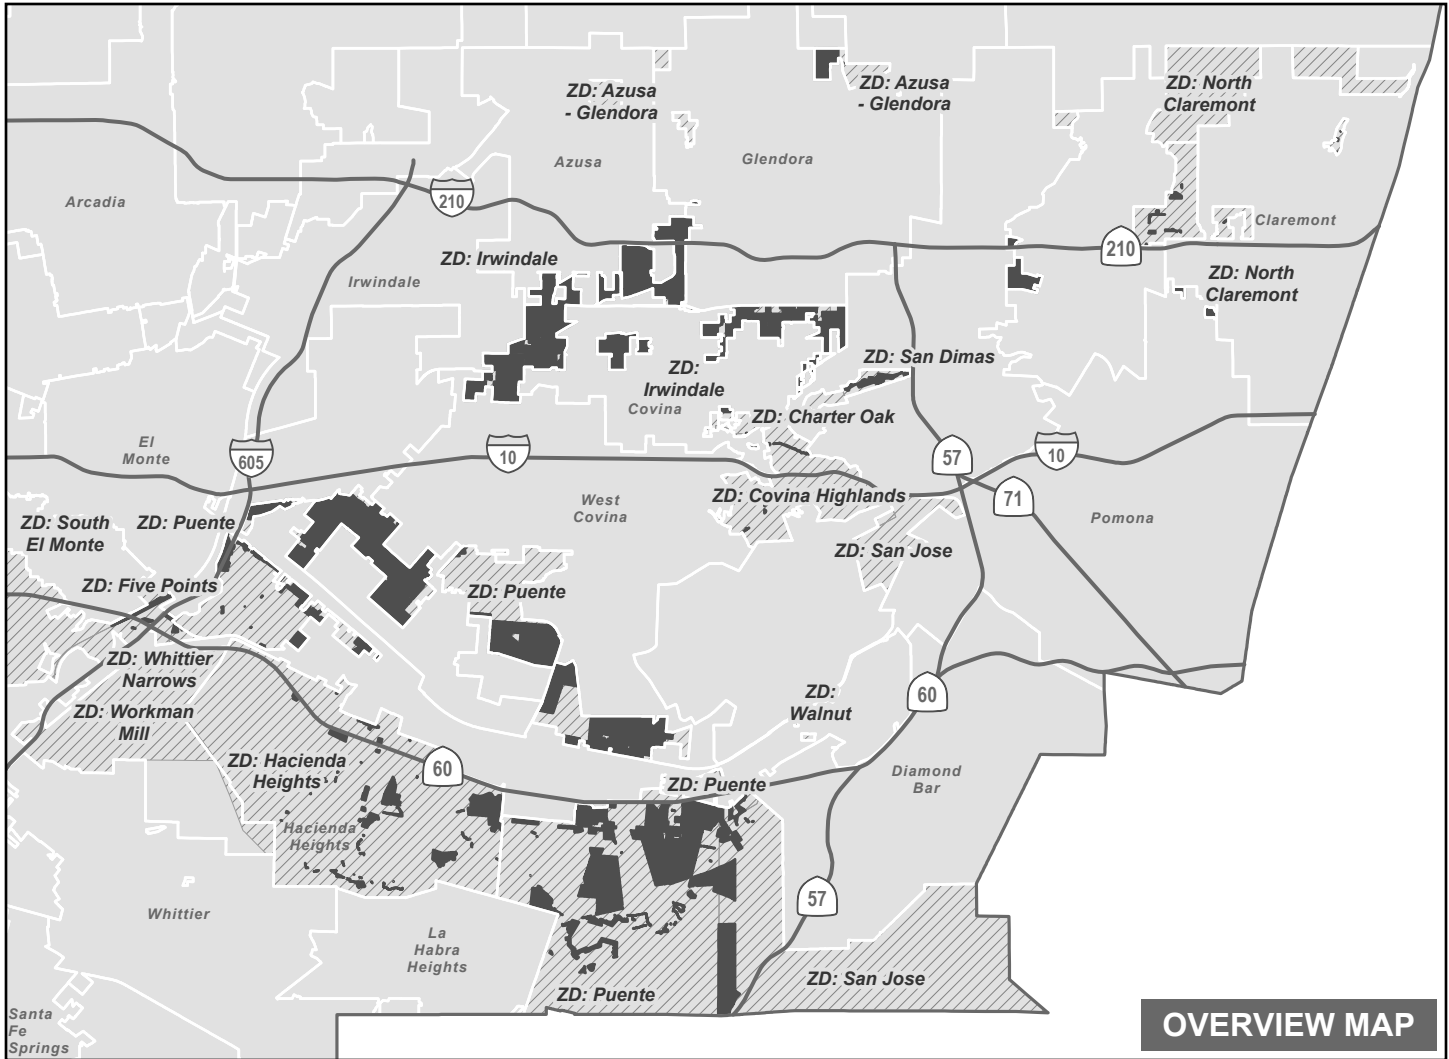 ZD: Azusa
- Glendora
ZD: Azusa
- Glendora
ZD: North
Claremont
Azusa
Glendora
Arcadia
210
Claremont
ZD: Irwindale
210
Irwindale
ZD: North
Claremont
ZD: San Dimas
ZD:
Irwindale
Covina
ZD: Charter Oak
El
Monte
605
10
57
10
ZD: Covina Highlands
71
West
Covina
Pomona
ZD: South
El Monte
ZD: Puente
ZD: San Jose
ZD: Five Points
ZD: Puente
ZD: Whittier
Narrows
ZD:
Walnut
60
ZD: Workman
Mill
ZD: Hacienda
Heights
60
ZD: Puente
Diamond
Bar
Hacienda
Heights
57
Whittier
La
Habra
Heights
ZD: San Jose
ZD: Puente
Santa
Fe
Springs
OVERVIEW MAP